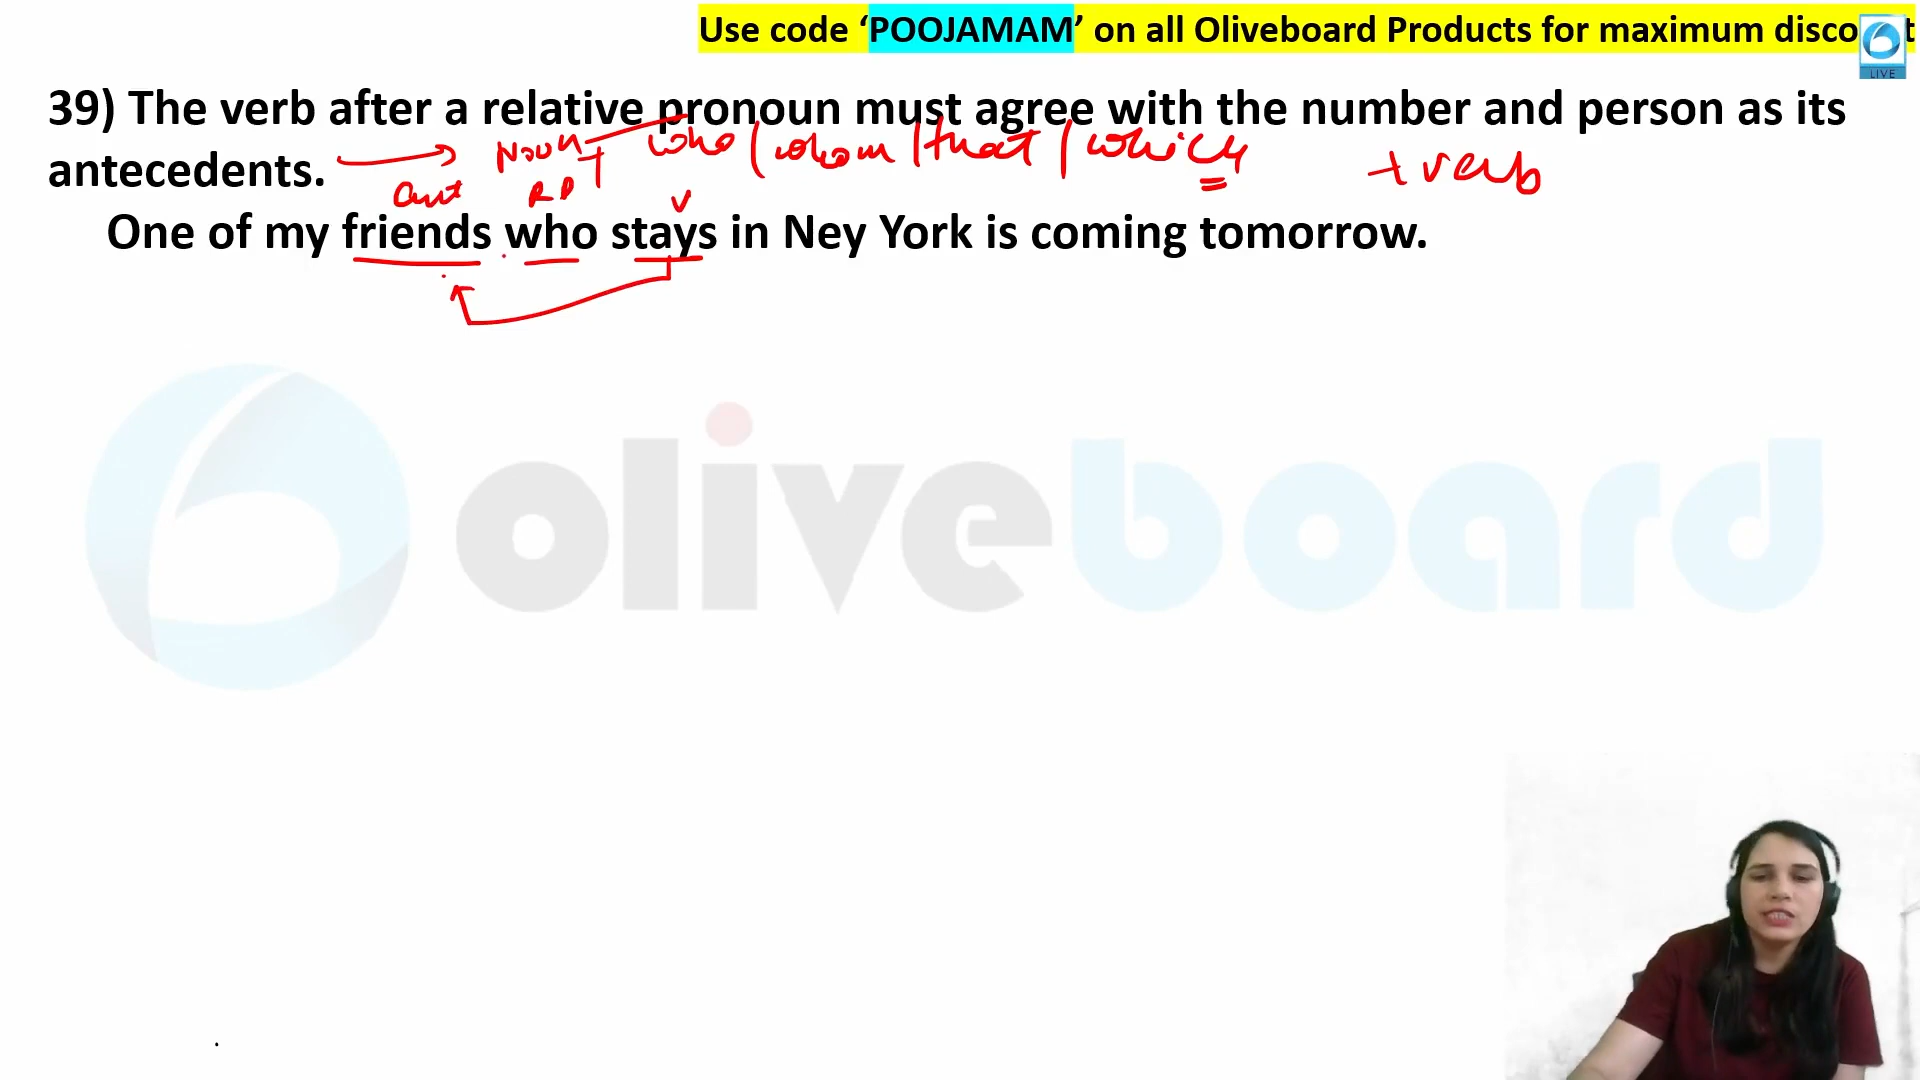 Use code ‘POOJAMAM’ on all Oliveboard Products for maximum disco t
LIVE
39) The verb after a relative pronoun must agree with the number and person as its
Noun who / whom / that / which + verb
antecedents.
Ant RP V
One of my friends who stays in Ney York is coming tomorrow.
oliveboard